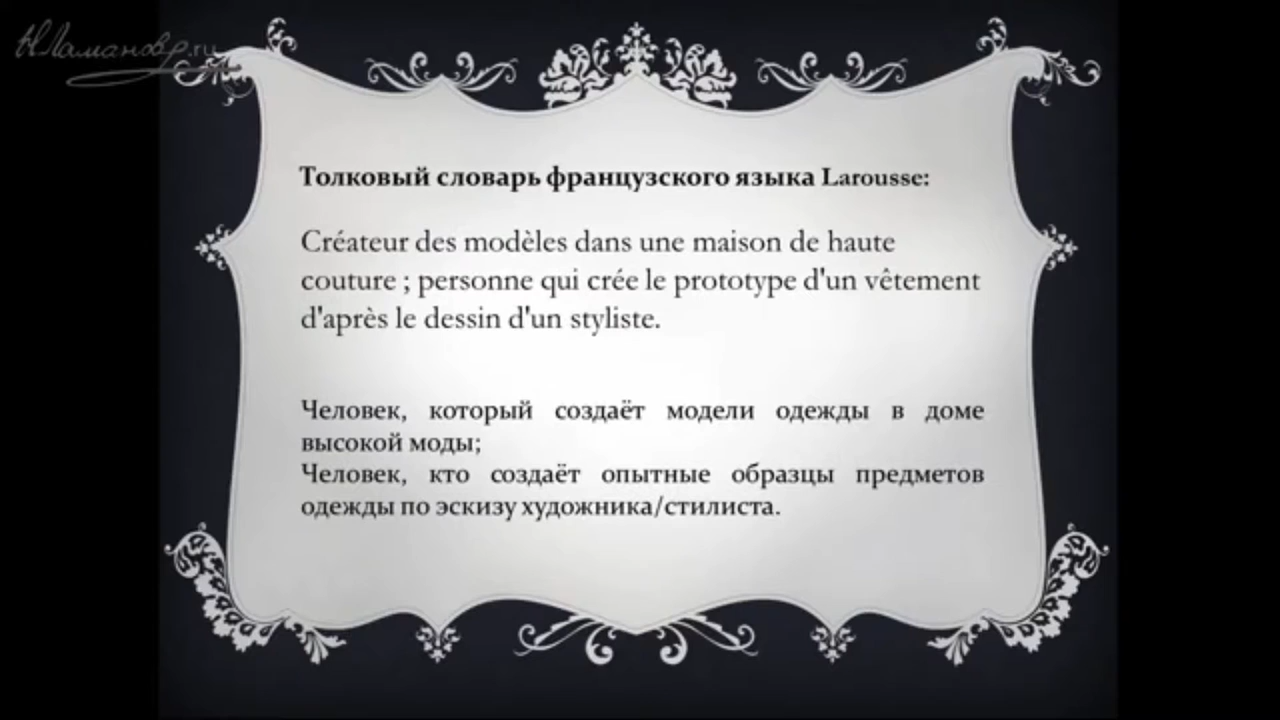 НЛаманова.ru
Толковый словарь французского языка Larousse:
Créateur des modèles dans une maison de haute
couture ; personne qui crée le prototype d'un vêtement
d'après le dessin d'un styliste.
Человек, который создаёт модели одежды в доме
высокой моды;
Человек, кто создаёт опытные образцы предметов
одежды по эскизу художника/стилиста.